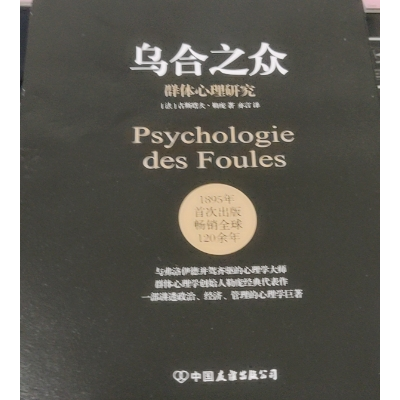 乌合之众
群体心理研究
[法]古斯塔夫·勒庞 著 亦言 译
Psychologie
des Foules
1895年
首次出版
畅销全球
120余年
与弗洛伊德并驾齐驱的心理学大师
群体心理学创始人勒庞经典代表作
一部讲透政治、经济、管理的心理学巨著
中国友谊出版公司